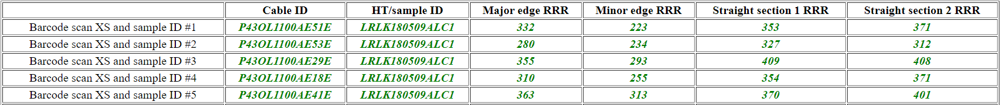 Cable ID HT/sample ID Major edge RRR Minor edge RRR Straight section 1 RRR Straight section 2 RRR
Barcode scan XS and sample ID #1 P43OL1100AE51E LRLK180509ALC1 332 223 353 371
Barcode scan XS and sample ID #2 P43OL1100AE53E LRLK180509ALC1 280 234 327 312
Barcode scan XS and sample ID #3 P43OL1100AE29E LRLK180509ALC1 355 293 409 408
Barcode scan XS and sample ID #4 P43OL1100AE18E LRLK180509ALC1 310 255 354 371
Barcode scan XS and sample ID #5 P43OL1100AE41E LRLK180509ALC1 363 313 370 401